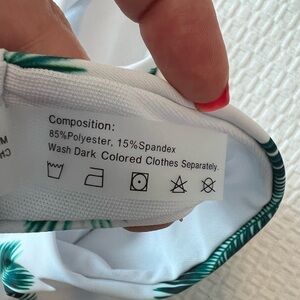 Composition:
85%Polyester, 15%Spandex
Wash Dark Colored Clothes Separately.